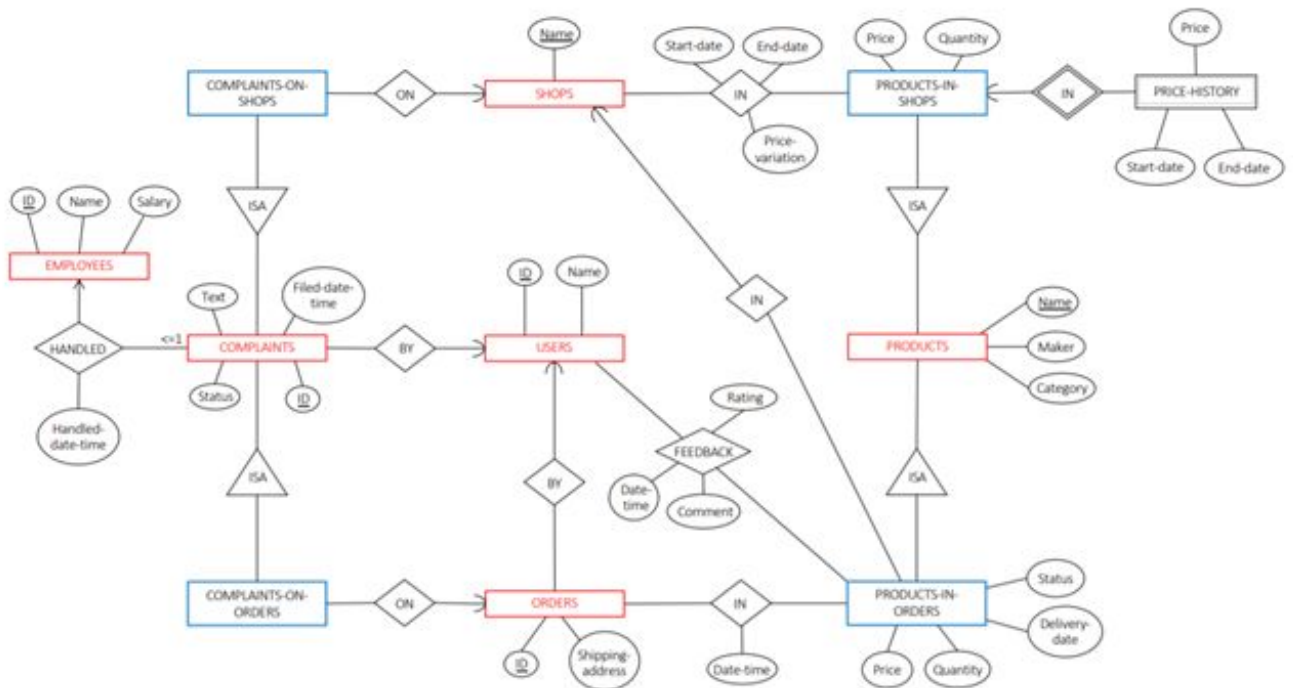 Name
Start-date
End-date
Price
Quantity
Price
COMPLAINTS-ON-
SHOPS
ON
SHOPS
IN
PRODUCTS-IN-
SHOPS
IN
PRICE-HISTORY
Price-
variation
Start-date
End-date
ISA
ISA
ID
Name
Salary
EMPLOYEES
Text
Filed-date-
time
ID
Name
IN
Name
HANDLED
<=1
COMPLAINTS
BY
USERS
PRODUCTS
Maker
Status
ID
Category
Handled-
date-time
Rating
FEEDBACK
ISA
BY
ISA
Date-
time
Comment
COMPLAINTS-ON-
ORDERS
ON
ORDERS
IN
PRODUCTS-IN-
ORDERS
Status
Delivery-
date
ID
Shipping-
address
Date-time
Price
Quantity